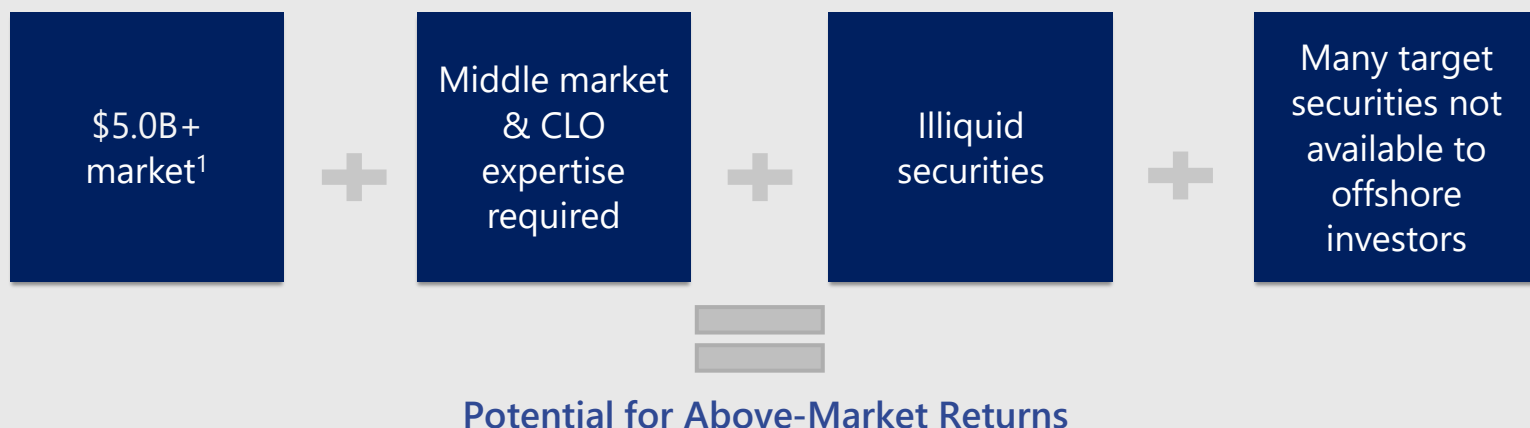 $5.0B+
market¹
Middle market
& CLO
expertise
required
Illiquid
securities
Many target
securities not
available to
offshore
investors
Potential for Above-Market Returns